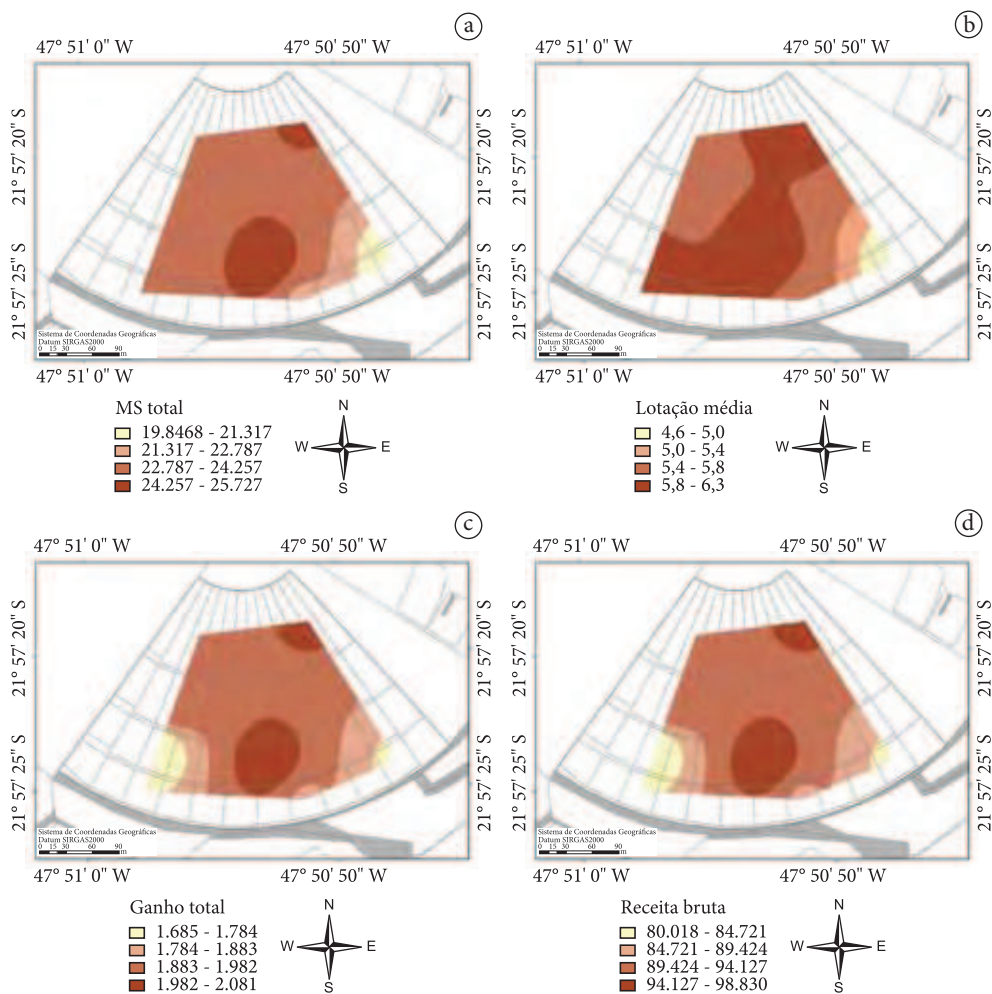 a
47° 51' 0" W 47° 50' 50" W
21° 57' 20" S
21° 57' 25" S
21° 57' 20" S
21° 57' 25" S
Sistema de Coordenadas Geográficas
Datum SIRGAS2000
0 15 30 60 90
m
47° 51' 0" W 47° 50' 50" W
MS total
19.8468 - 21.317
21.317 - 22.787
22.787 - 24.257
24.257 - 25.727
N
W E
S
b
47° 51' 0" W 47° 50' 50" W
21° 57' 20" S
21° 57' 25" S
21° 57' 20" S
21° 57' 25" S
Sistema de Coordenadas Geográficas
Datum SIRGAS2000
0 15 30 60 90
m
47° 51' 0" W 47° 50' 50" W
Lotação média
4,6 - 5,0
5,0 - 5,4
5,4 - 5,8
5,8 - 6,3
N
W E
S
c
47° 51' 0" W 47° 50' 50" W
21° 57' 20" S
21° 57' 25" S
21° 57' 20" S
21° 57' 25" S
Sistema de Coordenadas Geográficas
Datum SIRGAS2000
0 15 30 60 90
m
47° 51' 0" W 47° 50' 50" W
Ganho total
1.685 - 1.784
1.784 - 1.883
1.883 - 1.982
1.982 - 2.081
N
W E
S
d
47° 51' 0" W 47° 50' 50" W
21° 57' 20" S
21° 57' 25" S
21° 57' 20" S
21° 57' 25" S
Sistema de Coordenadas Geográficas
Datum SIRGAS2000
0 15 30 60 90
m
47° 51' 0" W 47° 50' 50" W
Receita bruta
80.018 - 84.721
84.721 - 89.424
89.424 - 94.127
94.127 - 98.830
N
W E
S